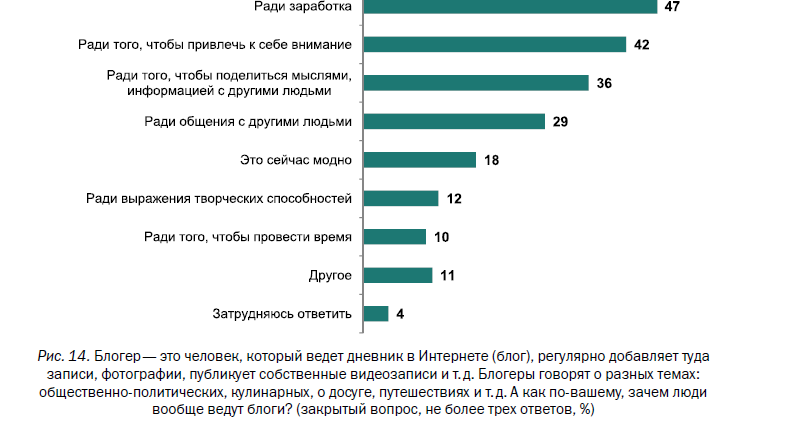 Ради заработка 47
Ради того, чтобы привлечь к себе внимание 42
Ради того, чтобы поделиться мыслями,
информацией с другими людьми 36
Ради общения с другими людьми 29
Это сейчас модно 18
Ради выражения творческих способностей 12
Ради того, чтобы провести время 10
Другое 11
Затрудняюсь ответить 4
Рис. 14. Блогер — это человек, который ведет дневник в Интернете (блог), регулярно добавляет туда
записи, фотографии, публикует собственные видеозаписи и т. д. Блогеры говорят о разных темах:
общественно-политических, кулинарных, о досуге, путешествиях и т. д. А как по-вашему, зачем люди
вообще ведут блоги? (закрытый вопрос, не более трех ответов, %)